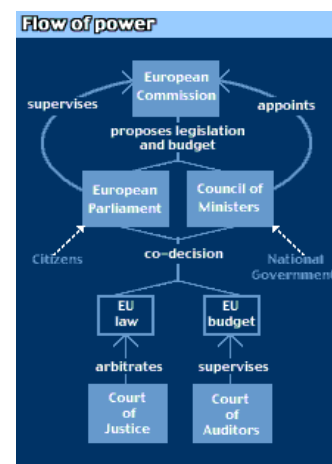 Flow of power
European
Commission
supervises
appoints
proposes legislation
and budget
European
Parliament
Council of
Ministers
Citizens
co-decision
National
Government
EU
law
EU
budget
arbitrates
supervises
Court
of
Justice
Court
of
Auditors